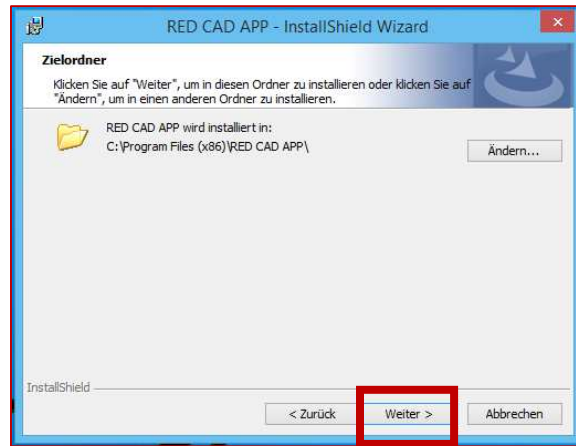 RED CAD APP - InstallShield Wizard
Zielordner
Klicken Sie auf "Weiter", um in diesen Ordner zu installieren oder klicken Sie auf
"Ändern", um in einen anderen Ordner zu installieren.
RED CAD APP wird installiert in:
C:\Program Files (x86)\RED CAD APP\
Ändern...
InstallShield
< Zurück Weiter > Abbrechen